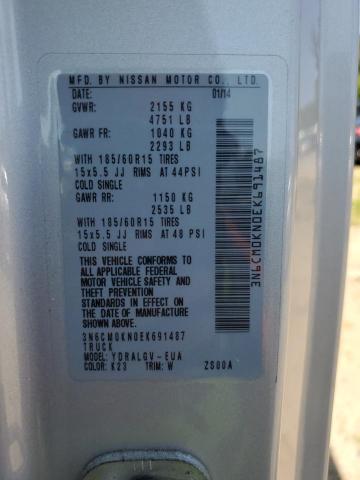 MFD. BY NISSAN MOTOR CO., LTD.
DATE: 01/14
GVWR: 2155 KG
4751 LB
GAWR FR: 1040 KG
2293 LB
WITH 185/60R15 TIRES
15x5.5 JJ RIMS AT 44PSI
COLD SINGLE
GAWR RR: 1150 KG
2535 LB
WITH 185/60R15 TIRES
15x5.5 JJ RIMS AT 48 PSI
COLD SINGLE
THIS VEHICLE CONFORMS TO
ALL APPLICABLE FEDERAL
MOTOR VEHICLE SAFETY AND
THEFT PREVENTION
STANDARDS IN EFFECT ON THE
DATE OF MANUFACTURE SHOWN
ABOVE.
3N6CM0KN0EK691487
TRUCK
MODEL: YDRALGV-EUA
COLOR: K23 TRIM: W ZS00A
3N6CM0KN0EK691487